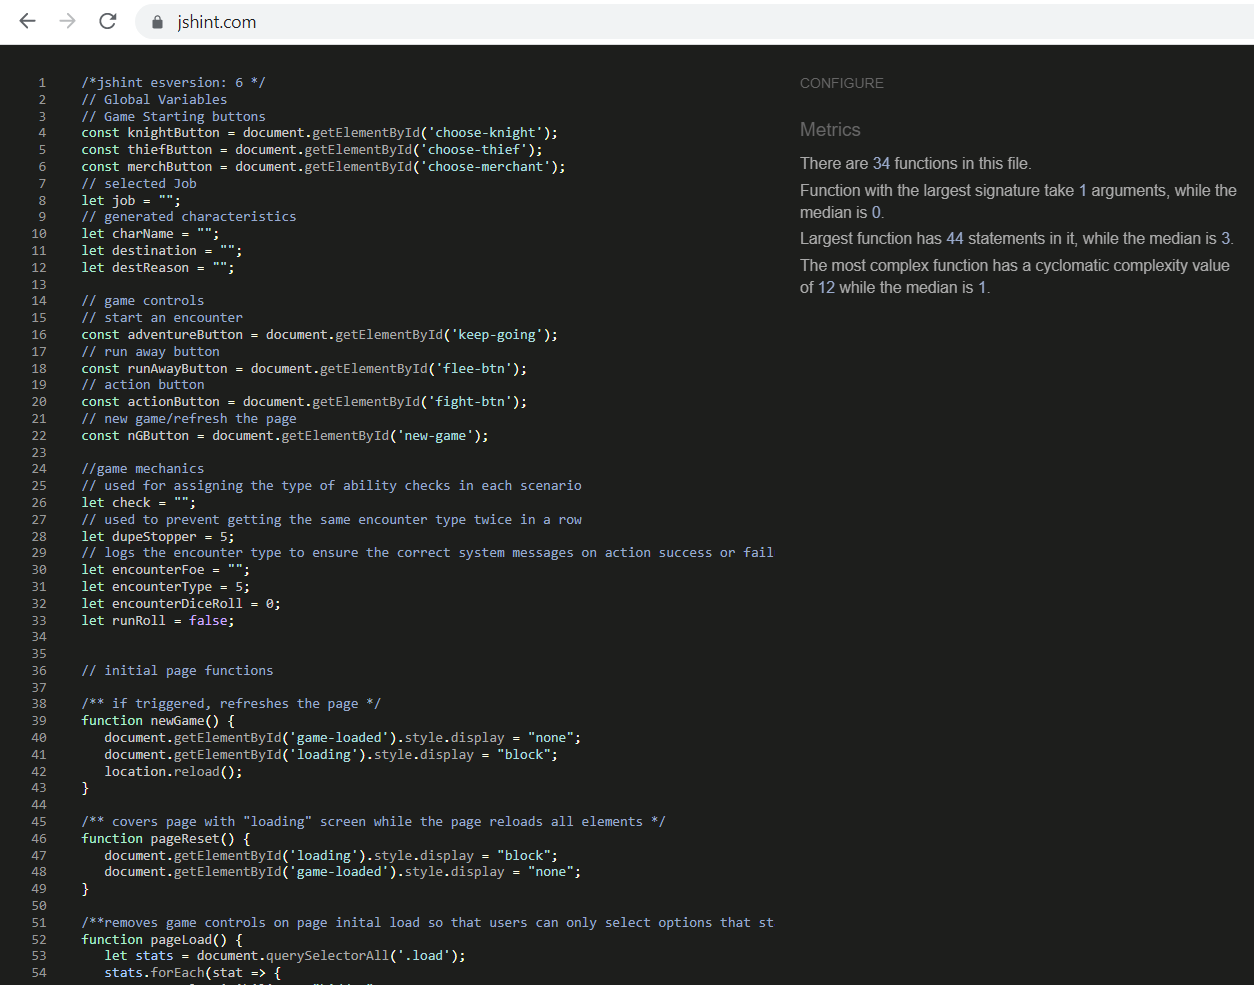 jshint.com
1 /*jshint esversion: 6 */
2 // Global Variables
3 // Game Starting buttons
4 const knightButton = document.getElementById('choose-knight');
5 const thiefButton = document.getElementById('choose-thief');
6 const merchButton = document.getElementById('choose-merchant');
7 // selected Job
8 let job = "";
9 // generated characteristics
10 let charName = "";
11 let destination = "";
12 let destReason = "";
13
14 // game controls
15 // start an encounter
16 const adventureButton = document.getElementById('keep-going');
17 // run away button
18 const runAwayButton = document.getElementById('flee-btn');
19 // action button
20 const actionButton = document.getElementById('fight-btn');
21 // new game/refresh the page
22 const nGButton = document.getElementById('new-game');
23
24 //game mechanics
25 // used for assigning the type of ability checks in each scenario
26 let check = "";
27 // used to prevent getting the same encounter type twice in a row
28 let dupeStopper = 5;
29 // logs the encounter type to ensure the correct system messages on action success or fail
30 let encounterFoe = "";
31 let encounterType = 5;
32 let encounterDiceRoll = 0;
33 let runRoll = false;
34
35
36 // initial page functions
37
38 /** if triggered, refreshes the page */
39 function newGame() {
40 document.getElementById('game-loaded').style.display = "none";
41 document.getElementById('loading').style.display = "block";
42 location.reload();
43 }
44
45 /** covers page with "loading" screen while the page reloads all elements */
46 function pageReset() {
47 document.getElementById('loading').style.display = "block";
48 document.getElementById('game-loaded').style.display = "none";
49 }
50
51 /**removes game controls on page inital load so that users can only select options that st
52 function pageLoad() {
53 let stats = document.querySelectorAll('.load');
54 stats.forEach(stat => {
CONFIGURE
Metrics
There are 34 functions in this file.
Function with the largest signature take 1 arguments, while the
median is 0.
Largest function has 44 statements in it, while the median is 3.
The most complex function has a cyclomatic complexity value
of 12 while the median is 1.